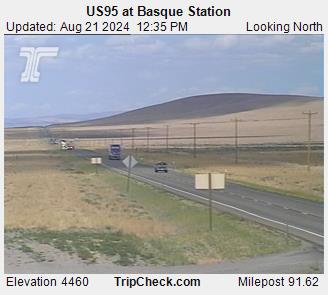 US95 at Basque Station
Updated: Aug 21 2024 12:35 PM Looking North
Elevation 4460 TripCheck.com Milepost 91.62